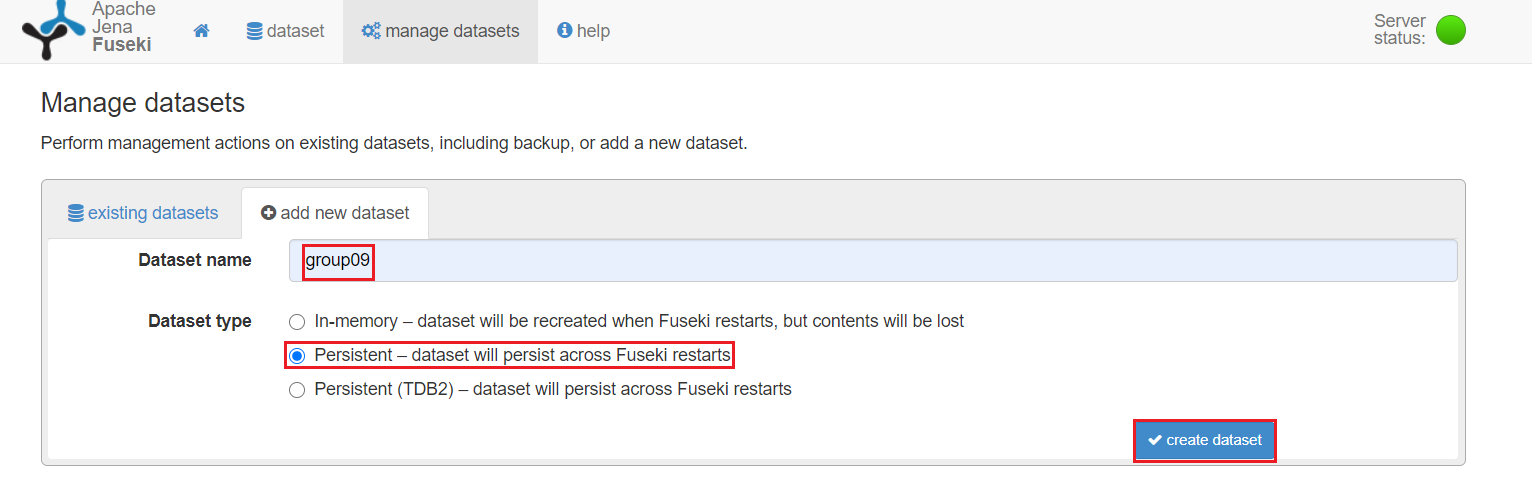 Apache
Jena
Fuseki
dataset
manage datasets
help
Server
status:
Manage datasets
Perform management actions on existing datasets, including backup, or add a new dataset.
existing datasets
add new dataset
Dataset name
group09
Dataset type
In-memory – dataset will be recreated when Fuseki restarts, but contents will be lost
Persistent – dataset will persist across Fuseki restarts
Persistent (TDB2) – dataset will persist across Fuseki restarts
create dataset